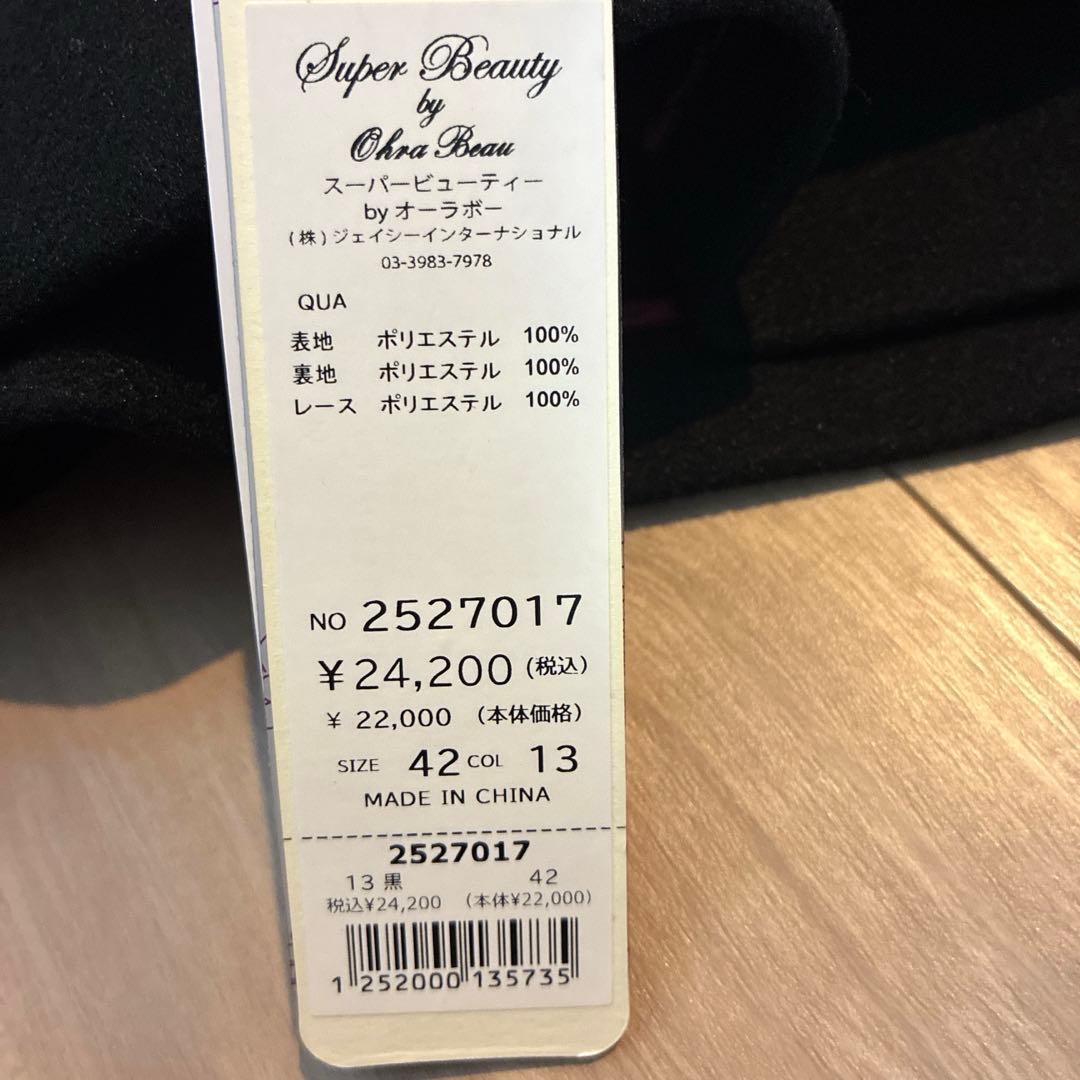 Super Beauty
by
Ohra Beau
スーパービューティー
by オーラボー
(株)ジェイシーインターナショナル
03-3983-7978
QUA
表地 ポリエステル 100%
裏地 ポリエステル 100%
レース ポリエステル 100%
NO 2527017
¥24,200 (税込)
¥ 22,000 (本体価格)
SIZE 42 COL 13
MADE IN CHINA
2527017
13 黒 42
税込¥24,200 (本体¥22,000)
1 252000 135735